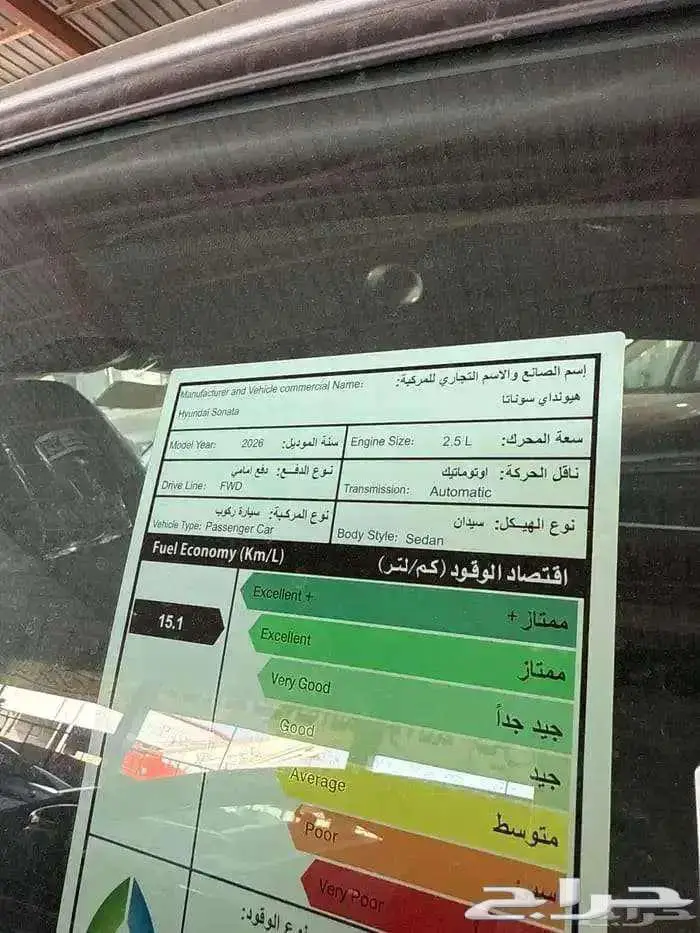 إسم الصانع والاسم التجاري للمركبة:
Manufacturer and Vehicle commercial Name:
هيونداي سوناتا
Hyundai Sonata
Model Year: 2026 سنة الموديل:
Engine Size: 2.5 L سعة المحرك:
نوع الدفع: دفع امامي
Drive Line: FWD
ناقل الحركة: اوتوماتيك
Transmission: Automatic
نوع المركبة: سيارة ركوب
Vehicle Type: Passenger Car
نوع الهيكل: سيدان
Body Style: Sedan
Fuel Economy (Km/L) اقتصاد الوقود (كم/لتر)
15.1
Excellent + ممتاز +
Excellent ممتاز
Very Good جيد جداً
Good جيد
Average متوسط
Poor
Very Poor
نوع الوقود:
حراج